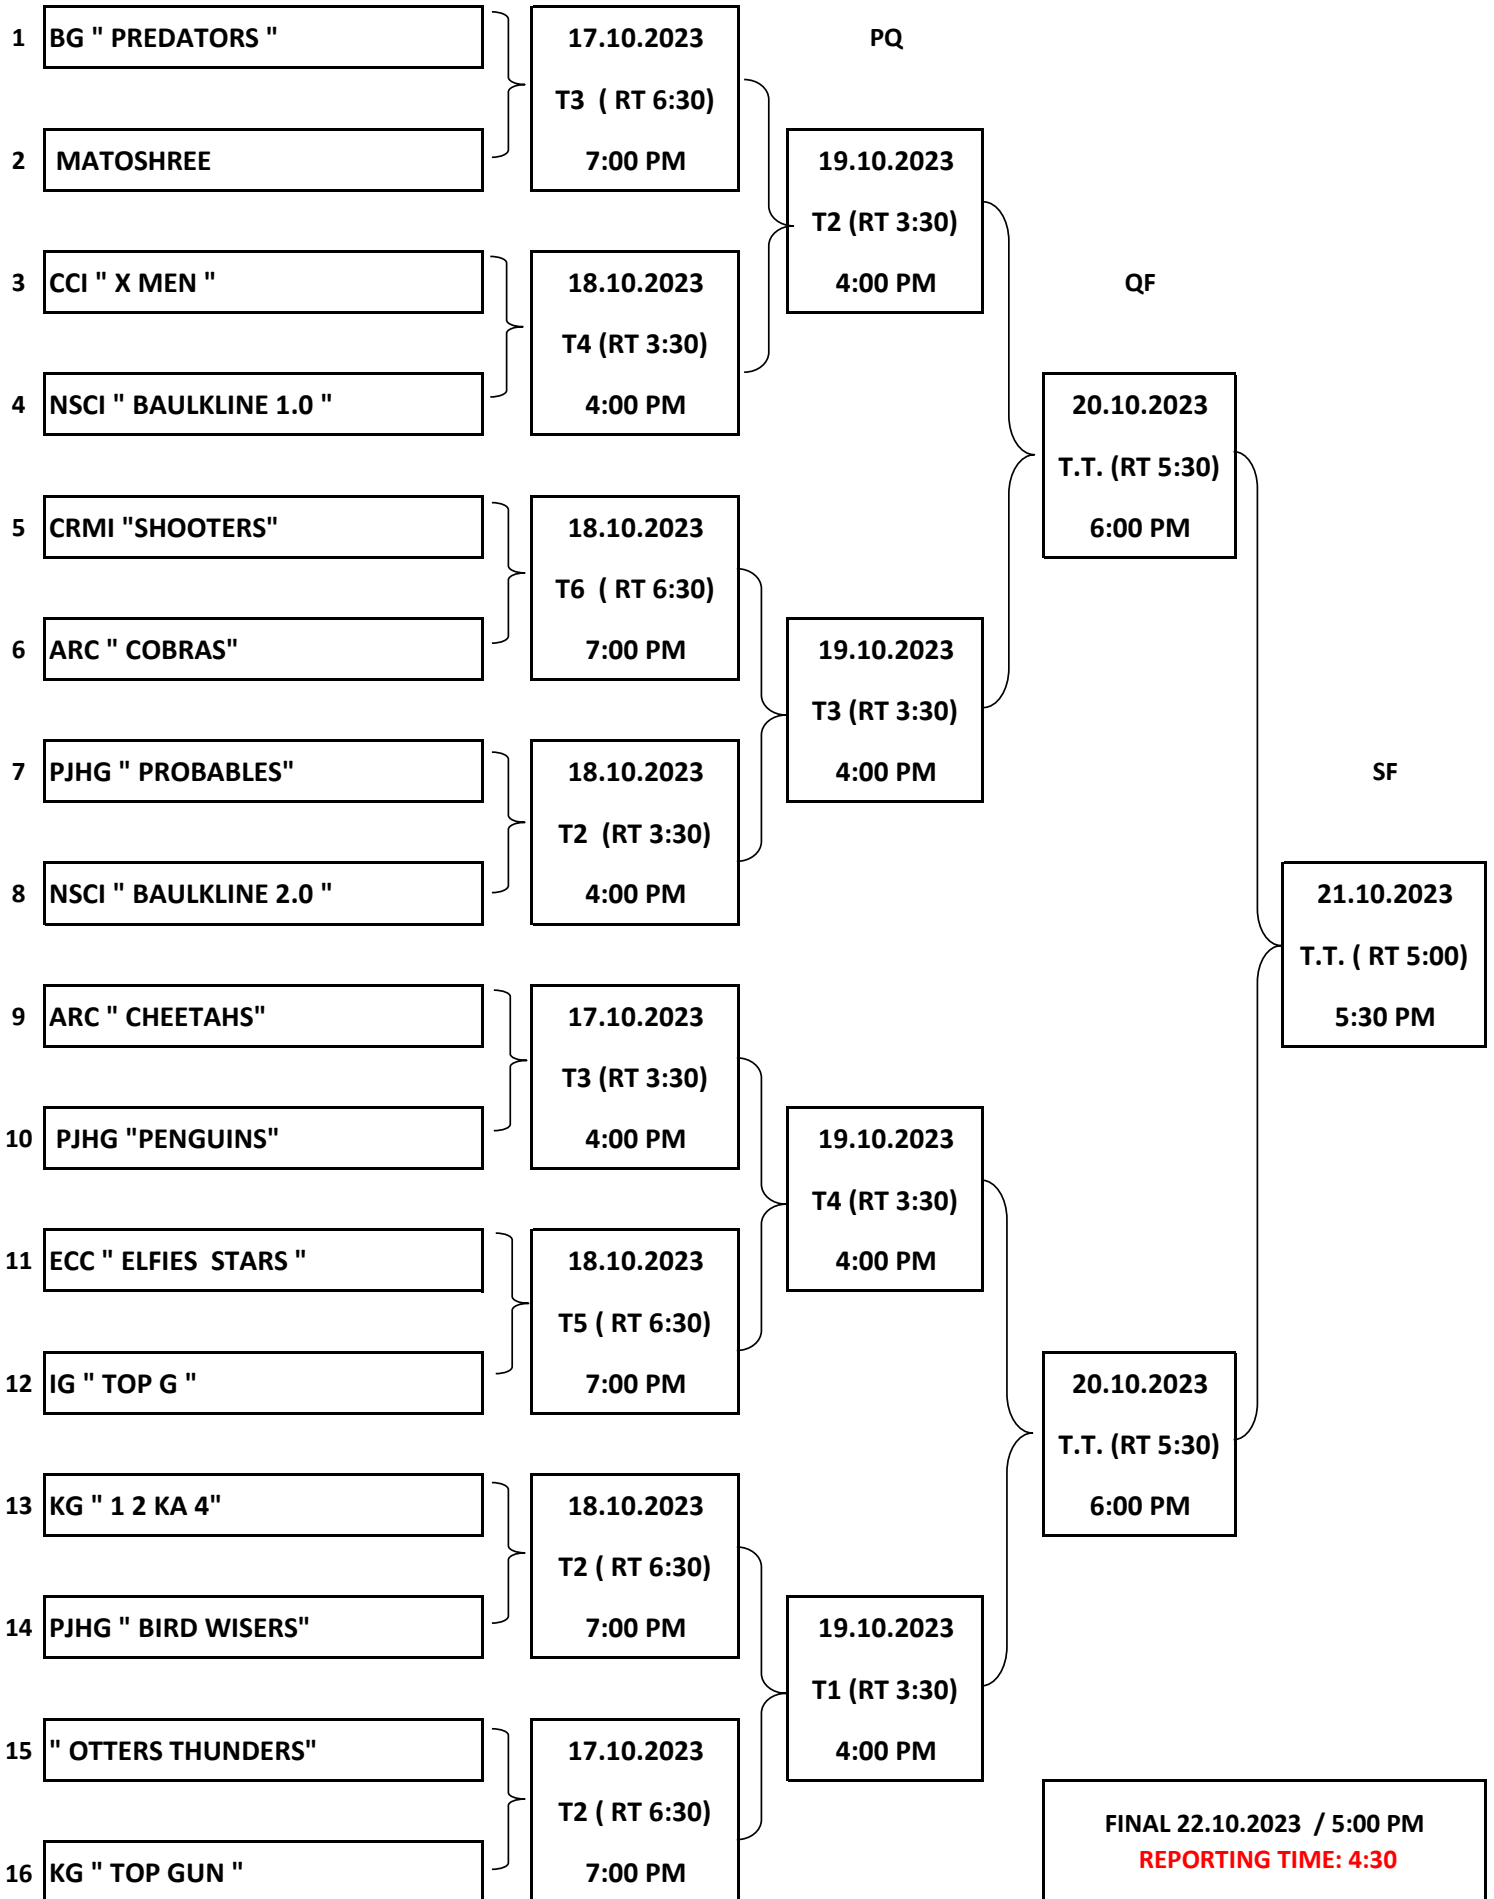 1 BG " PREDATORS " 17.10.2023 PQ
T3 ( RT 6:30)
2 MATOSHREE 7:00 PM 19.10.2023
T2 (RT 3:30)
3 CCI " X MEN " 18.10.2023 4:00 PM QF
T4 (RT 3:30)
4 NSCI " BAULKLINE 1.0 " 4:00 PM 20.10.2023
T.T. (RT 5:30)
5 CRMI "SHOOTERS" 18.10.2023 6:00 PM
T6 ( RT 6:30)
6 ARC " COBRAS" 7:00 PM 19.10.2023
T3 (RT 3:30)
7 PJHG " PROBABLES" 18.10.2023 4:00 PM SF
T2 (RT 3:30)
8 NSCI " BAULKLINE 2.0 " 4:00 PM 21.10.2023
T.T. ( RT 5:00)
9 ARC " CHEETAHS" 17.10.2023 5:30 PM
T3 (RT 3:30)
10 PJHG "PENGUINS" 4:00 PM 19.10.2023
T4 (RT 3:30)
11 ECC " ELFIES STARS " 18.10.2023 4:00 PM
T5 ( RT 6:30)
12 IG " TOP G " 7:00 PM 20.10.2023
T.T. (RT 5:30)
13 KG " 1 2 KA 4" 18.10.2023 6:00 PM
T2 ( RT 6:30)
14 PJHG " BIRD WISERS" 7:00 PM 19.10.2023
T1 (RT 3:30)
15 " OTTERS THUNDERS" 17.10.2023 4:00 PM
T2 ( RT 6:30) FINAL 22.10.2023 / 5:00 PM
REPORTING TIME: 4:30
16 KG " TOP GUN " 7:00 PM